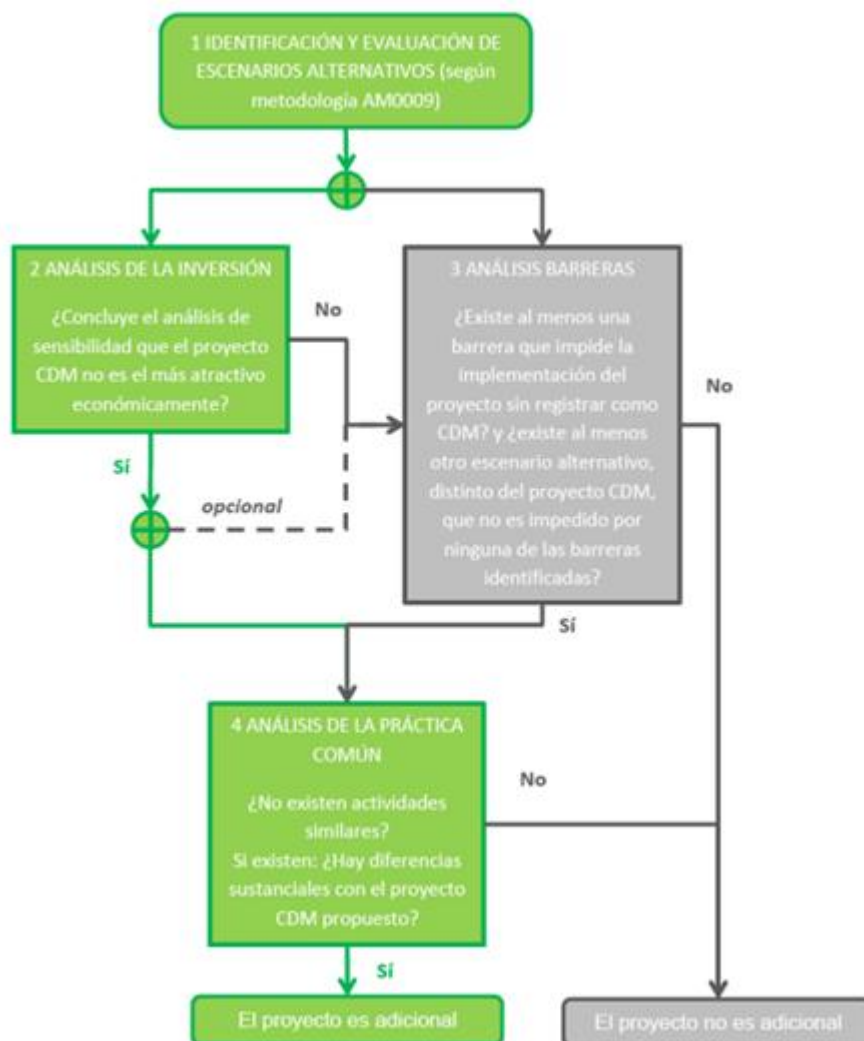 1 IDENTIFICACIÓN Y EVALUACIÓN DE
ESCENARIOS ALTERNATIVOS (según
metodología AM0009)
2 ANÁLISIS DE LA INVERSIÓN
¿Concluye el análisis de
sensibilidad que el proyecto
CDM no es el más atractivo
económicamente?
No
Sí
opcional
3 ANÁLISIS BARRERAS
¿Existe al menos una
barrera que impide la
implementación del
proyecto sin registrar como
CDM? y ¿existe al menos
otro escenario alternativo,
distinto del proyecto CDM,
que no es impedido por
ninguna de las barreras
identificadas?
No
Sí
4 ANÁLISIS DE LA PRÁCTICA
COMÚN
¿No existen actividades
similares?
Si existen: ¿Hay diferencias
sustanciales con el proyecto
CDM propuesto?
No
Sí
El proyecto es adicional
El proyecto no es adicional